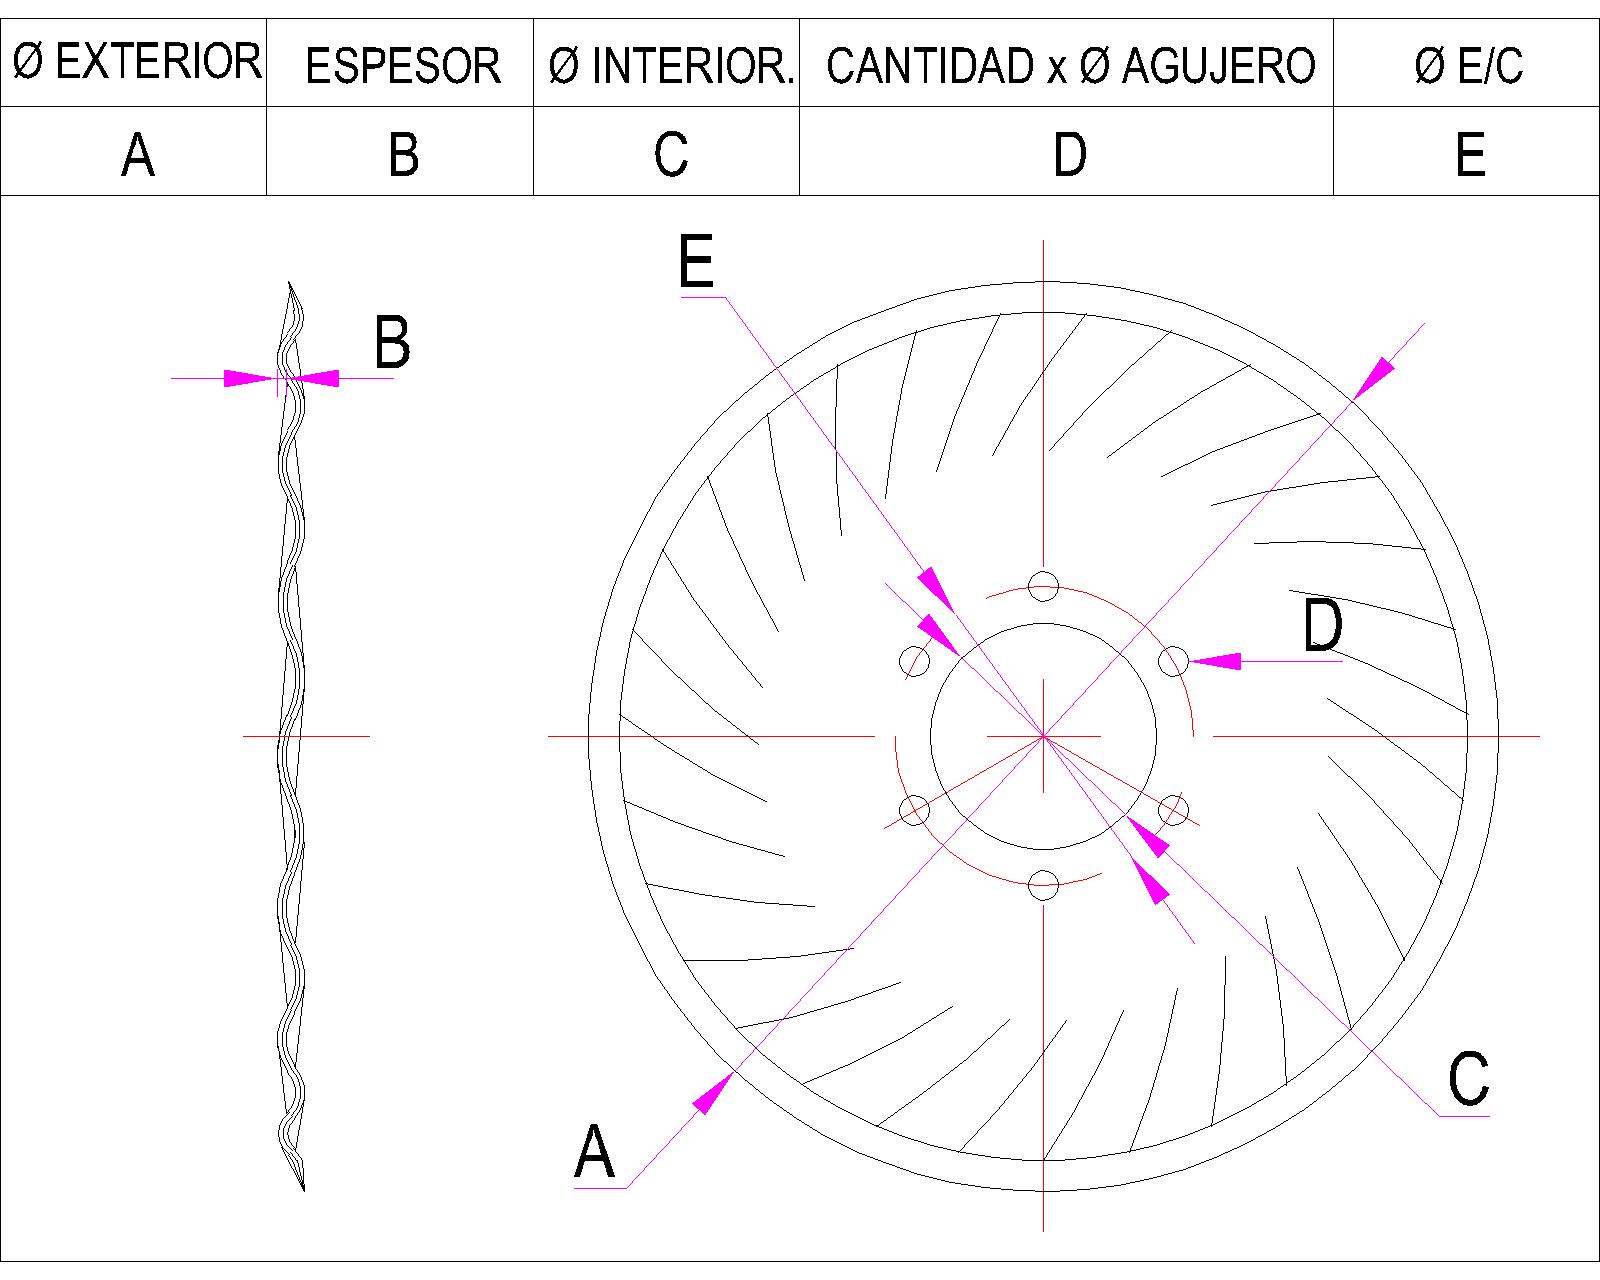 Ø EXTERIOR ESPESOR Ø INTERIOR. CANTIDAD x Ø AGUJERO Ø E/C
A B C D E
E
B
D
C
A